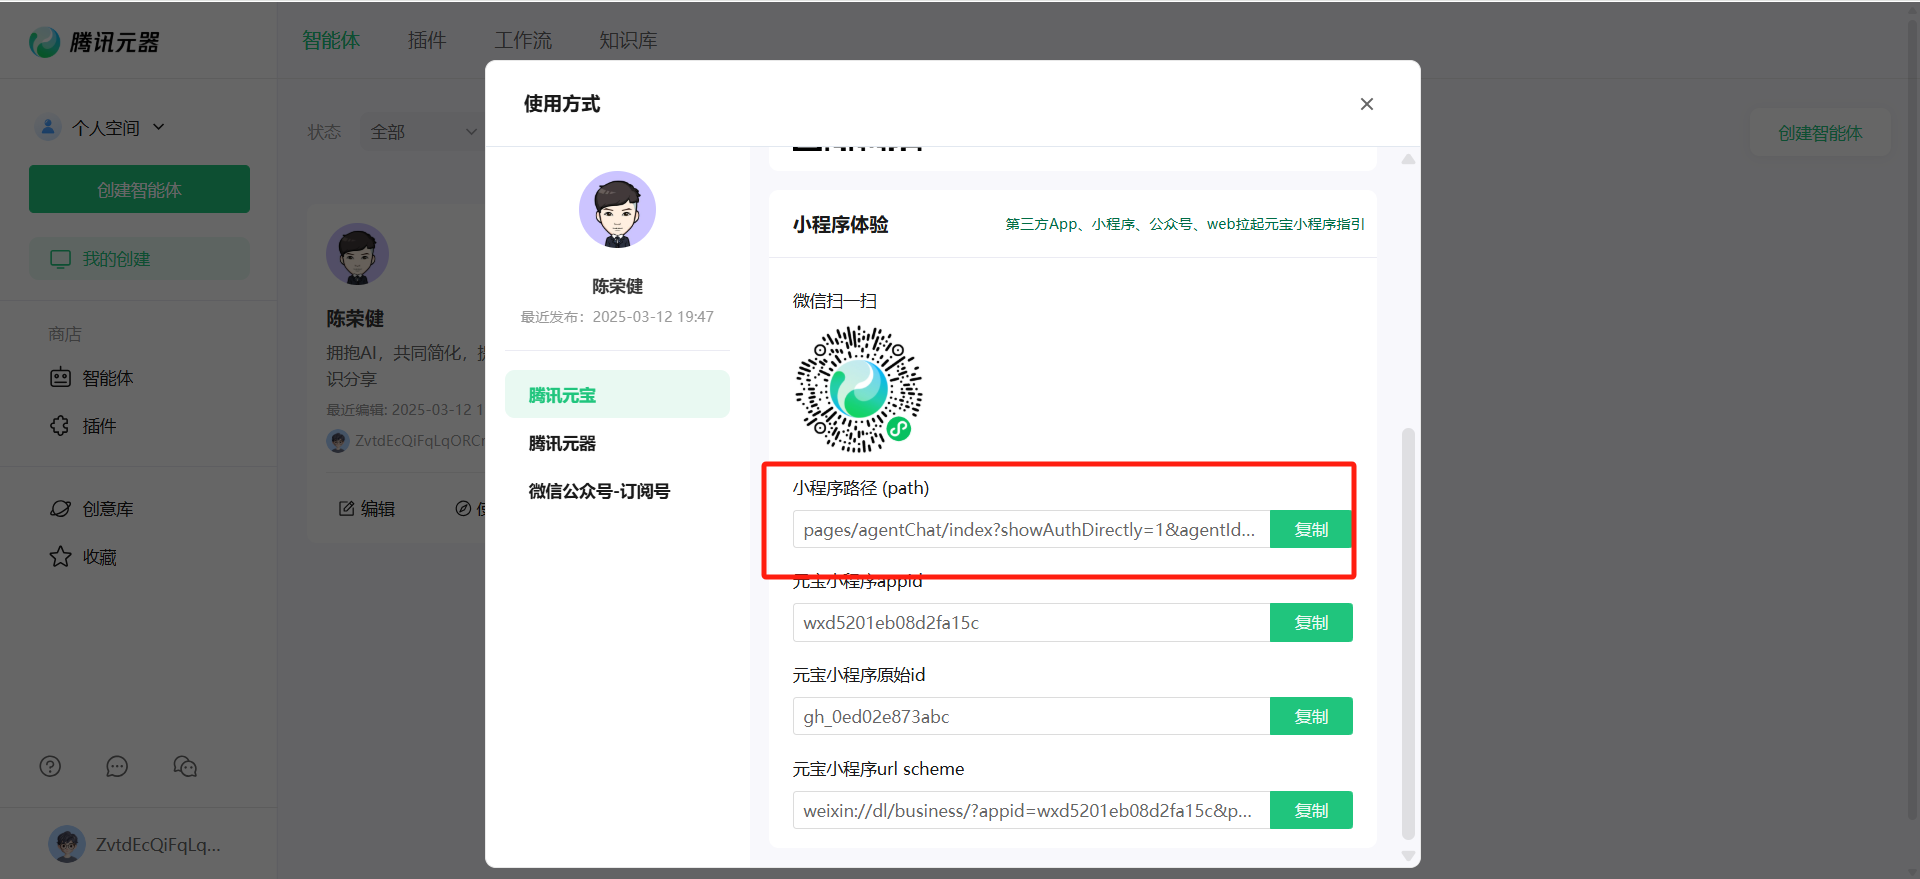 腾讯元器
智能体
插件
工作流
知识库
个人空间
创建智能体
我的创建
商店
智能体
插件
创意库
收藏
ZvtdEcQiFqLq...
状态
全部
创建智能体
陈荣健
拥抱AI，共同简化，
识分享
最近编辑: 2025-03-12 1
ZvtdEcQiFqLqORC
编辑
使用方式
陈荣健
最近发布：2025-03-12 19:47
腾讯元宝
腾讯元器
微信公众号-订阅号
小程序体验
第三方App、小程序、公众号、web拉起元宝小程序指引
微信扫一扫
小程序路径 (path)
pages/agentChat/index?showAuthDirectly=1&agentId...
复制
元宝小程序appid
wxd5201eb08d2fa15c
复制
元宝小程序原始id
gh_0ed02e873abc
复制
元宝小程序url scheme
weixin://dl/business/?appid=wxd5201eb08d2fa15c&p...
复制